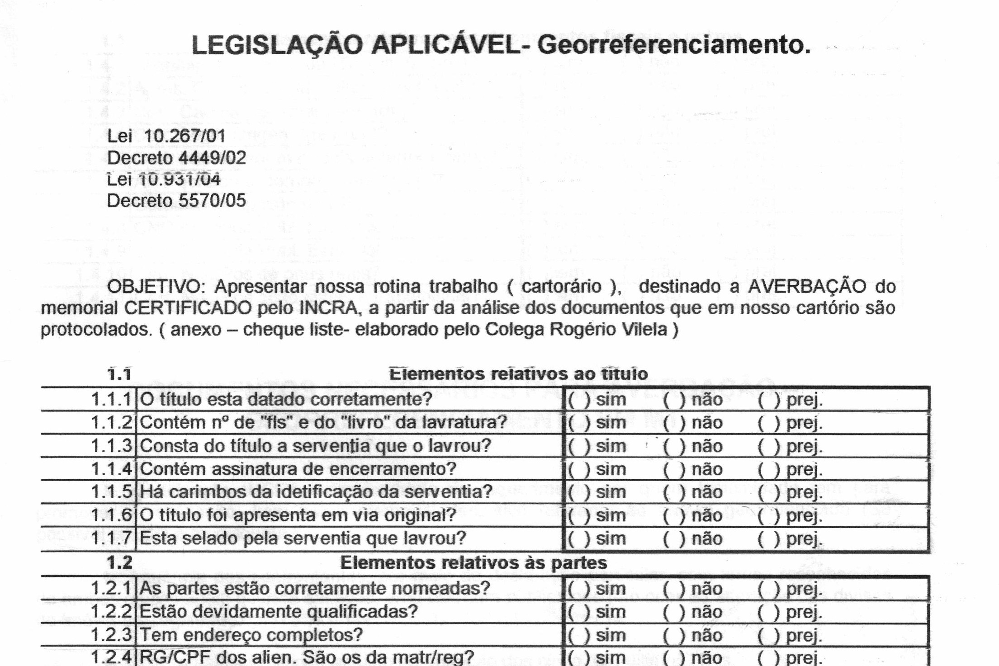 LEGISLAÇÃO APLICÁVEL- Georreferenciamento.
Lei 10.267/01
Decreto 4449/02
Lei 10.931/04
Decreto 5570/05
OBJETIVO: Apresentar nossa rotina trabalho ( cartorário ), destinado a AVERBAÇÃO do
memorial CERTIFICADO pelo INCRA, a partir da análise dos documentos que em nosso cartório são
protocolados. ( anexo – cheque liste- elaborado pelo Colega Rogério Vilela )
1.1 Elementos relativos ao título
1.1.1 O título esta datado corretamente? ( ) sim ( ) não ( ) prej.
1.1.2 Contém nº de "fls" e do "livro" da lavratura? ( ) sim ( ) não ( ) prej.
1.1.3 Consta do título a serventia que o lavrou? ( ) sim ( ) não ( ) prej.
1.1.4 Contém assinatura de encerramento? ( ) sim ( ) não ( ) prej.
1.1.5 Há carimbos da idetificação da serventia? ( ) sim ( ) não ( ) prej.
1.1.6 O título foi apresenta em via original? ( ) sim ( ) não ( ) prej.
1.1.7 Esta selado pela serventia que lavrou? ( ) sim ( ) não ( ) prej.
1.2 Elementos relativos às partes
1.2.1 As partes estão corretamente nomeadas? ( ) sim ( ) não ( ) prej.
1.2.2 Estão devidamente qualificadas? ( ) sim ( ) não ( ) prej.
1.2.3 Tem endereço completos? ( ) sim ( ) não ( ) prej.
1.2.4 RG/CPF dos alien. São os da matr/reg? ( ) sim ( ) não ( ) prej.